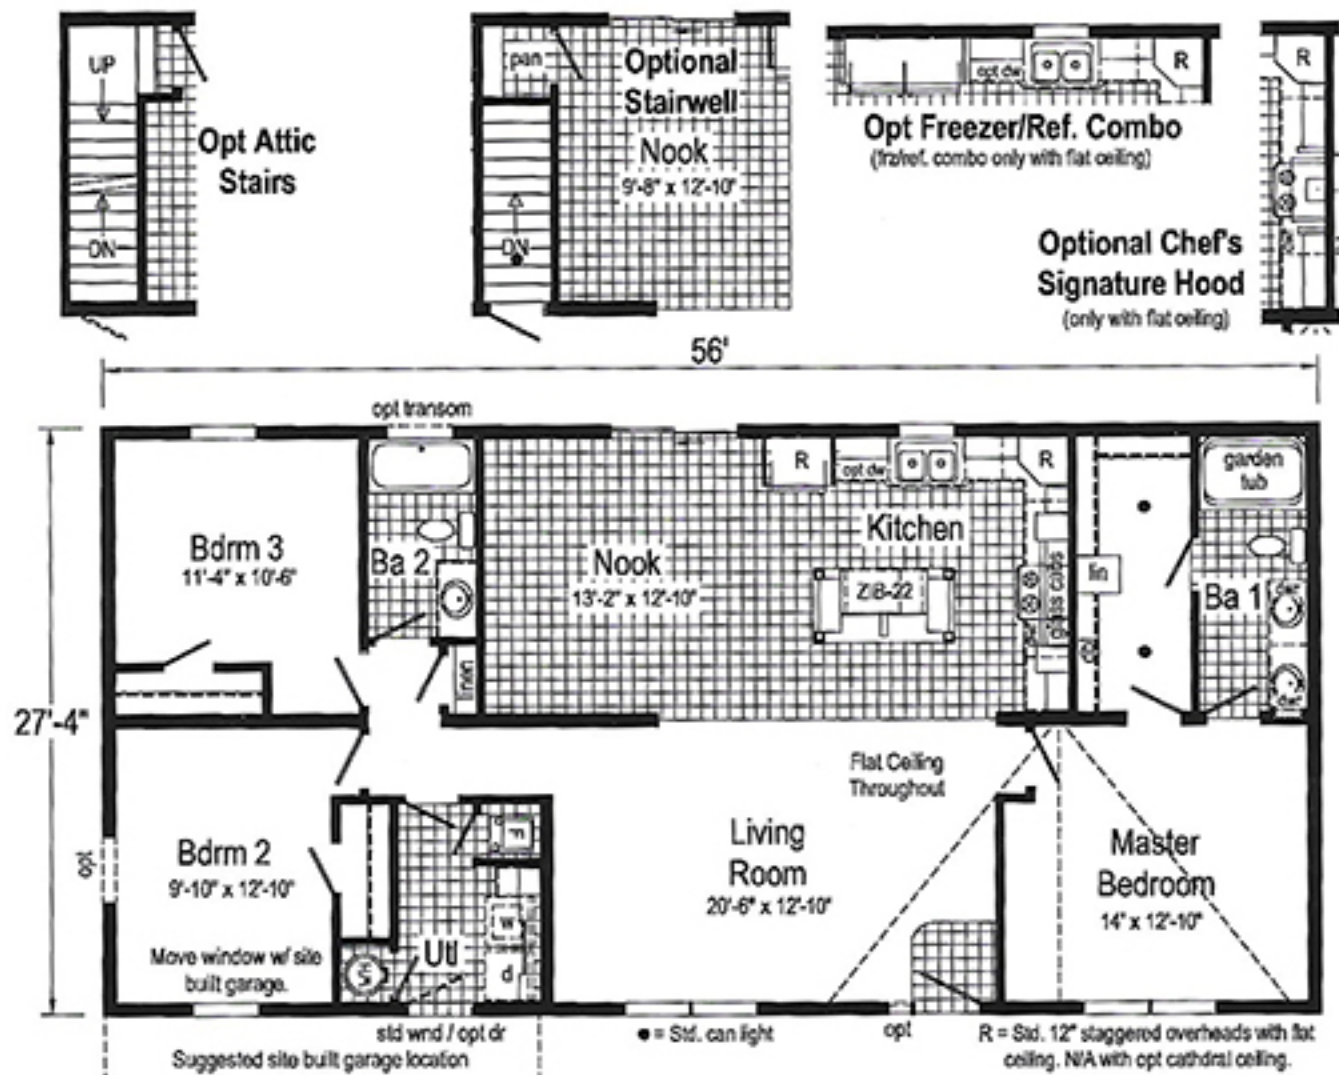 UP
DN
Opt Attic
Stairs
pan
DN
Optional
Stairwell
Nook
9'-8" x 12'-10"
opt dw
R
Opt Freezer/Ref. Combo
(frz/ref. combo only with flat ceiling)
R
Optional Chef's
Signature Hood
(only with flat ceiling)
56'
27'-4"
opt transom
Bdrm 3
11'-4" x 10'-6"
Ba 2
linen
Nook
13'-2" x 12'-10"
R
opt dw
R
Kitchen
ZIB-22
glass cabs
dbl
lin
garden
tub
Ba 1
opt
Bdrm 2
9'-10" x 12'-10"
Move window w/ site
built garage.
Utl
F
w
d
Living
Room
20'-6" x 12'-10"
Flat Ceiling
Throughout
Master
Bedroom
14" x 12'-10"
std wnd / opt dr
Suggested site built garage location
● = Std. can light
opt
R = Std. 12" staggered overheads with flat
ceiling. N/A with opt cathdral ceiling.